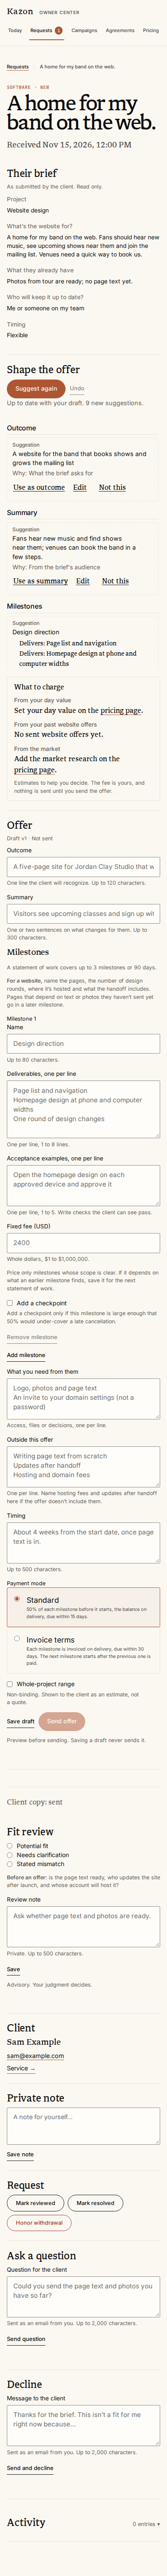 Kazon OWNER CENTER
Today Requests 1 Campaigns Agreements Pricing
Requests A home for my band on the web.
SOFTWARE · NEW
A home for my
band on the web.
Received Nov 15, 2026, 12:00 PM
Their brief
As submitted by the client. Read only.
Project
Website design
What's the website for?
A home for my band on the web. Fans should hear new
music, see upcoming shows near them and join the
mailing list. Venues need a quick way to book us.
What they already have
Photos from tour are ready; no page text yet.
Who will keep it up to date?
Me or someone on my team
Timing
Flexible
Shape the offer
Suggest again Undo
Up to date with your draft. 9 new suggestions.
Outcome
Suggestion
A website for the band that books shows and
grows the mailing list
Why: What the brief asks for
Use as outcome Edit Not this
Summary
Suggestion
Fans hear new music and find shows
near them; venues can book the band in a
few steps.
Why: From the brief's audience
Use as summary Edit Not this
Milestones
Suggestion
Design direction
Delivers: Page list and navigation
Delivers: Homepage design at phone and
computer widths
What to charge
From your day value
Set your day value on the pricing page.
From your past website offers
No sent website offers yet.
From the market
Add the market research on the
pricing page.
Estimates to help you decide. The fee is yours, and
nothing is sent until you send the offer.
Offer
Draft v1 · Not sent
Outcome
A five-page site for Jordan Clay Studio that w
One line the client will recognize. Up to 120 characters.
Summary
Visitors see upcoming classes and sign up wit
One or two sentences on what changes for them. Up to
300 characters.
Milestones
A statement of work covers up to 3 milestones or 90 days.
For a website, name the pages, the number of design
rounds, where it's hosted and what the handoff includes.
Pages that depend on text or photos they haven't sent yet
go in a later milestone.
Milestone 1
Name
Design direction
Up to 80 characters.
Deliverables, one per line
Page list and navigation
Homepage design at phone and computer
widths
One round of design changes
One per line, 1 to 8 lines.
Acceptance examples, one per line
Open the homepage design on each
approved device and approve it
One per line, 1 to 5. Write checks the client can see pass.
Fixed fee (USD)
2400
Whole dollars, $1 to $1,000,000.
Price only milestones whose scope is clear. If it depends on
what an earlier milestone finds, save it for the next
statement of work.
Add a checkpoint
Add a checkpoint only if this milestone is large enough that
50% would under-cover a late cancellation.
Remove milestone
Add milestone
What you need from them
Logo, photos and page text
An invite to your domain settings (not a
password)
Access, files or decisions, one per line.
Outside this offer
Writing page text from scratch
Updates after handoff
Hosting and domain fees
One per line. Name hosting fees and updates after handoff
here if the offer doesn't include them.
Timing
About 4 weeks from the start date, once page
text is in.
Up to 500 characters.
Payment mode
Standard
50% of each milestone before it starts, the balance on
delivery, due within 15 days.
Invoice terms
Each milestone is invoiced on delivery, due within 30
days. The next milestone starts after the previous one is
paid.
Whole-project range
Non-binding. Shown to the client as an estimate, not
a quote.
Save draft Send offer
Preview before sending. Saving a draft never sends it.
Client copy: sent
Fit review
Potential fit
Needs clarification
Stated mismatch
Before an offer: is the page text ready, who updates the site
after launch, and whose account will host it?
Review note
Ask whether page text and photos are ready.
Private. Up to 500 characters.
Save
Advisory. Your judgment decides.
Client
Sam Example
sam@example.com
Service →
Private note
A note for yourself...
Save note
Request
Mark reviewed Mark resolved
Honor withdrawal
Ask a question
Question for the client
Could you send the page text and photos you
have so far?
Sent as an email from you. Up to 2,000 characters.
Send question
Decline
Message to the client
Thanks for the brief. This isn't a fit for me
right now because...
Sent as an email from you. Up to 2,000 characters.
Send and decline
Activity 0 entries ▾